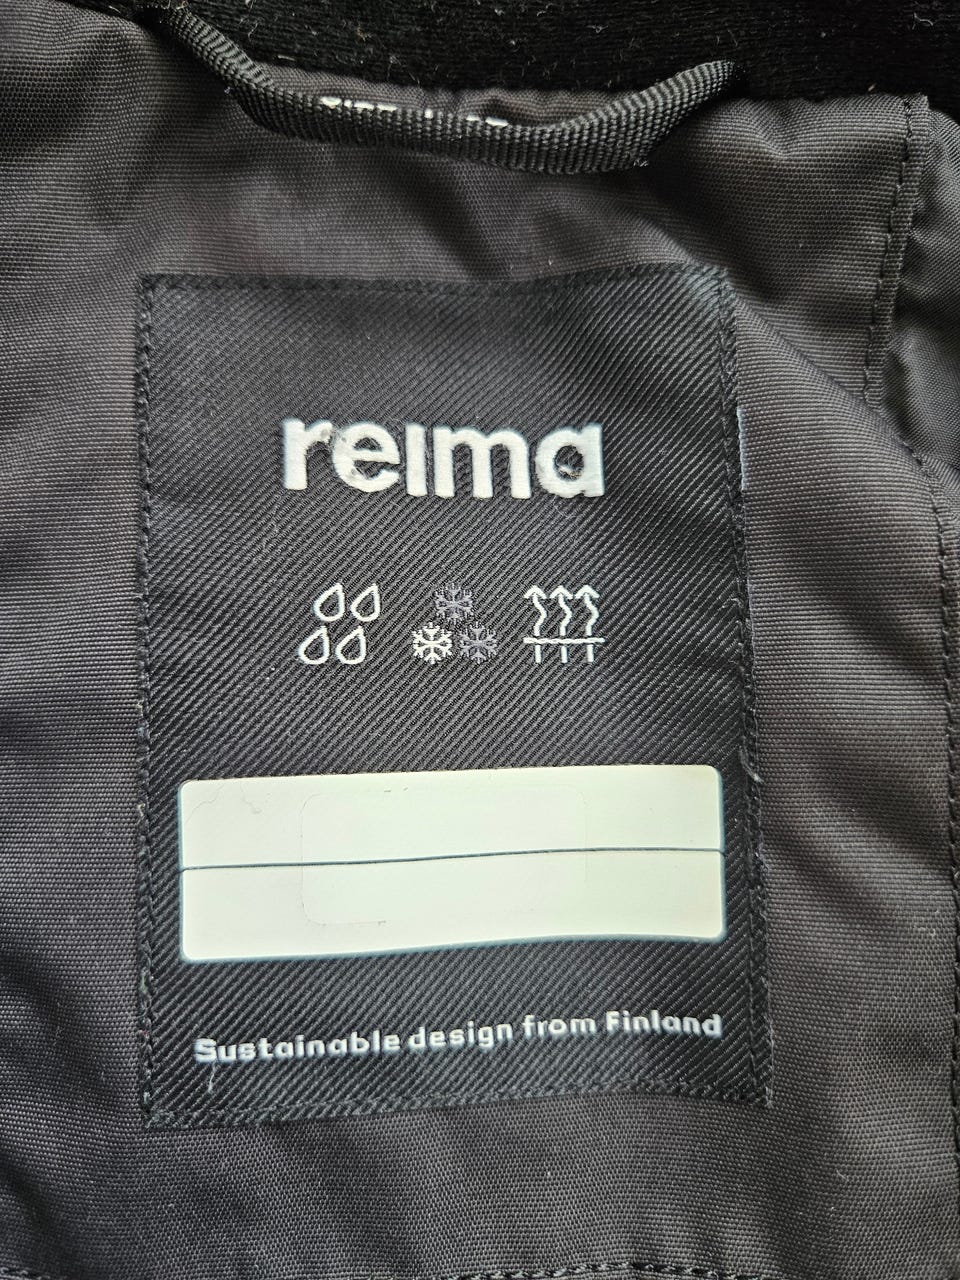 reima
Sustainable design from Finland